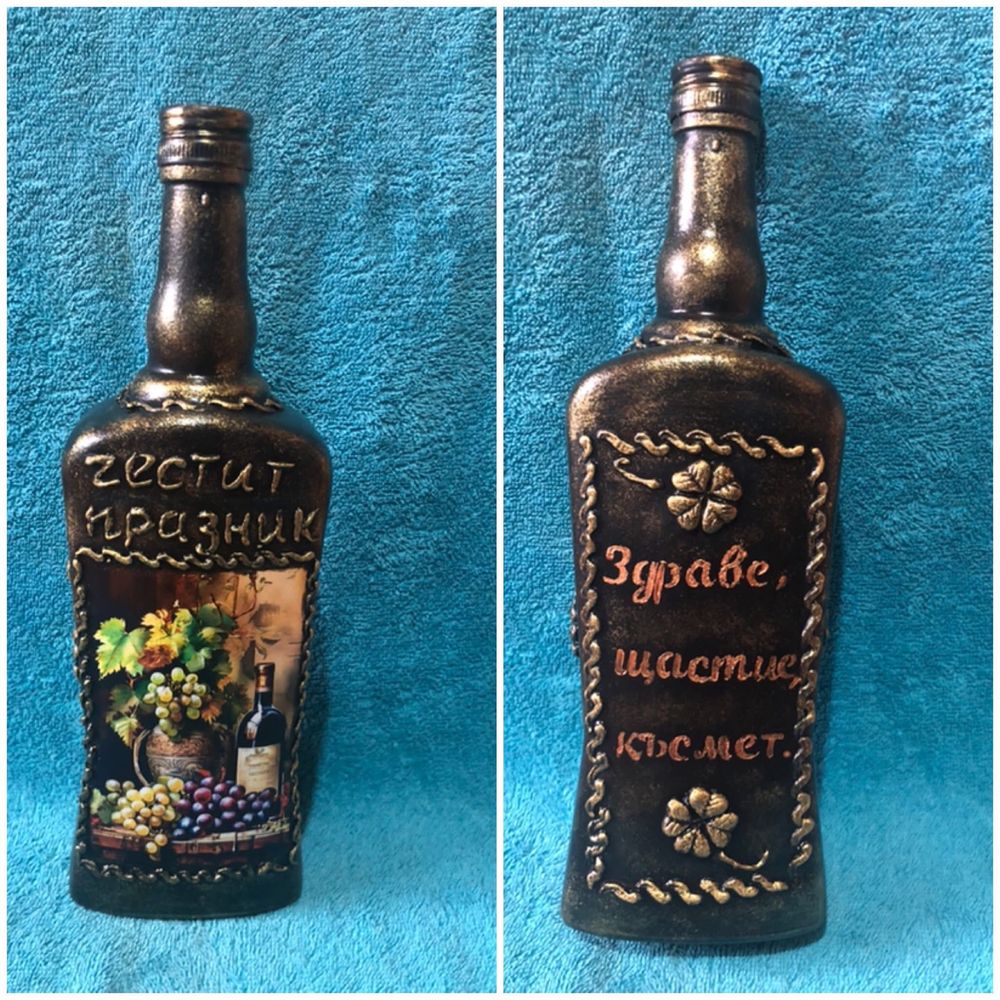 честит
празник
Здраве,
щастие,
късмет.